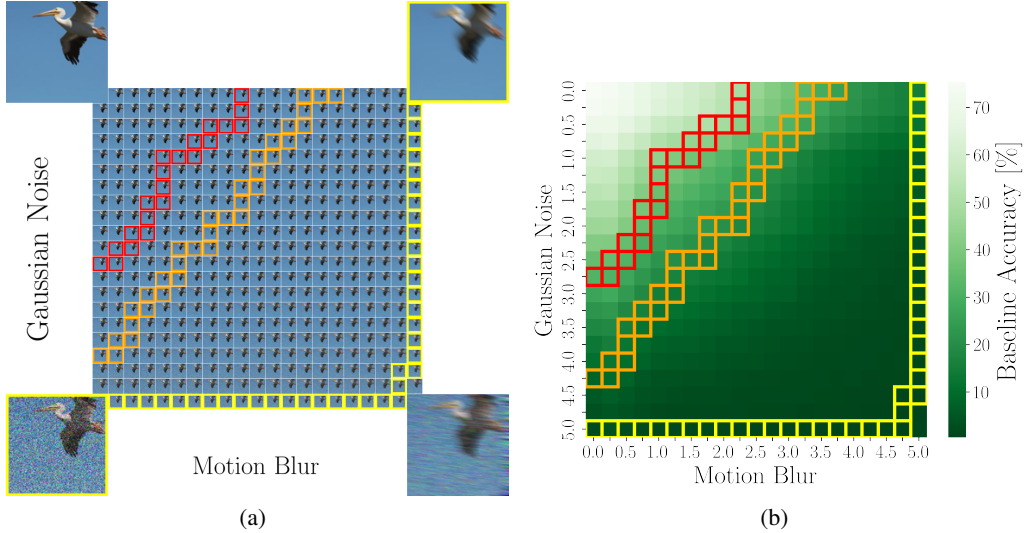 Gaussian Noise
Motion Blur
(a)
Gaussian Noise
0.0
0.5
1.0
1.5
2.0
2.5
3.0
3.5
4.0
4.5
5.0
0.0 0.5 1.0 1.5 2.0 2.5 3.0 3.5 4.0 4.5 5.0
Motion Blur
70
60
50
40
30
20
10
Baseline Accuracy [%]
(b)